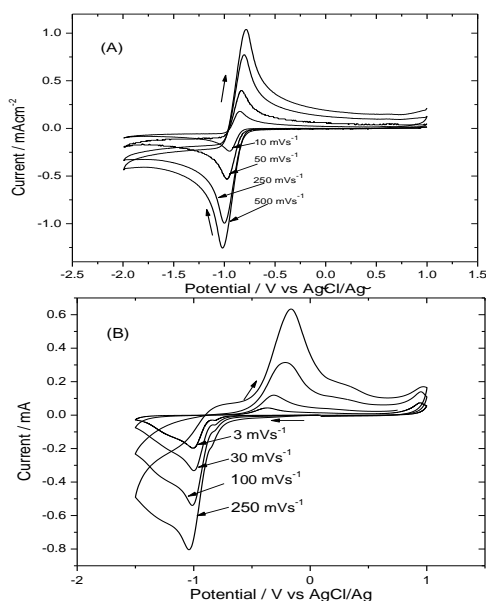 (A)
1.0
0.5
0.0
-0.5
-1.0
Current / mAcm-2
10 mVs-1
50 mVs-1
250 mVs-1
500 mVs-1
-2.5 -2.0 -1.5 -1.0 -0.5 0.0 0.5 1.0 1.5
Potential / V vs AgCl/Ag~
(B)
0.6
0.4
0.2
0.0
-0.2
-0.4
-0.6
-0.8
Current / mA
3 mVs-1
30 mVs-1
100 mVs-1
250 mVs-1
-2 -1 0 1
Potential / V vs AgCl/Ag